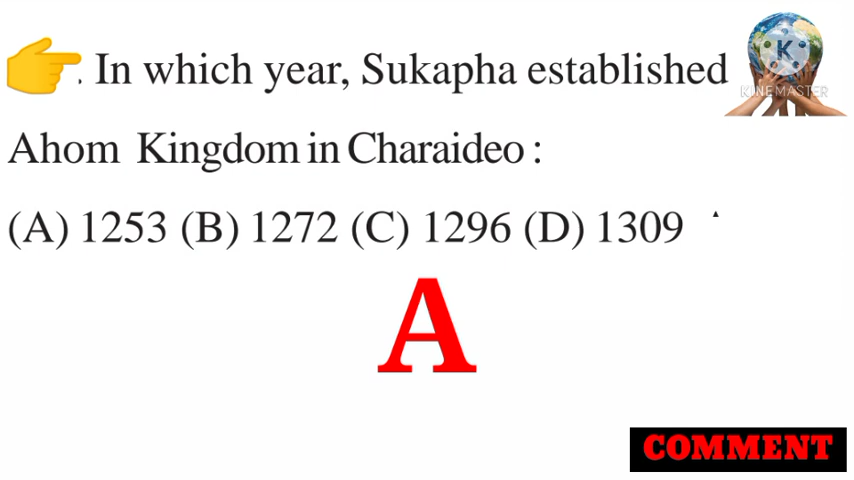 . In which year, Sukapha established
K
KINEMASTER
Ahom Kingdom in Charaideo :
(A) 1253 (B) 1272 (C) 1296 (D) 1309
A
COMMENT